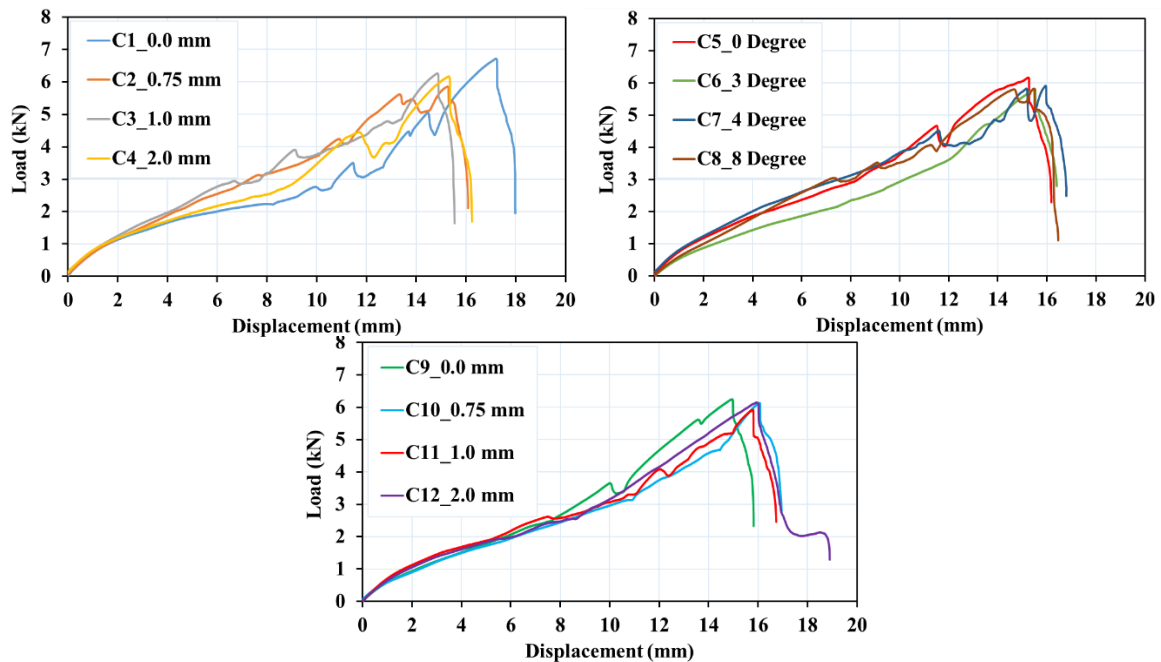 8
7
6
5
4
3
2
1
0
Load (kN)
C1_0.0 mm
C2_0.75 mm
C3_1.0 mm
C4_2.0 mm
0 2 4 6 8 10 12 14 16 18 20
Displacement (mm)
8
7
6
5
4
3
2
1
0
Load (kN)
C5_0 Degree
C6_3 Degree
C7_4 Degree
C8_8 Degree
0 2 4 6 8 10 12 14 16 18 20
Displacement (mm)
8
7
6
5
4
3
2
1
0
Load (kN)
C9_0.0 mm
C10_0.75 mm
C11_1.0 mm
C12_2.0 mm
0 2 4 6 8 10 12 14 16 18 20
Displacement (mm)